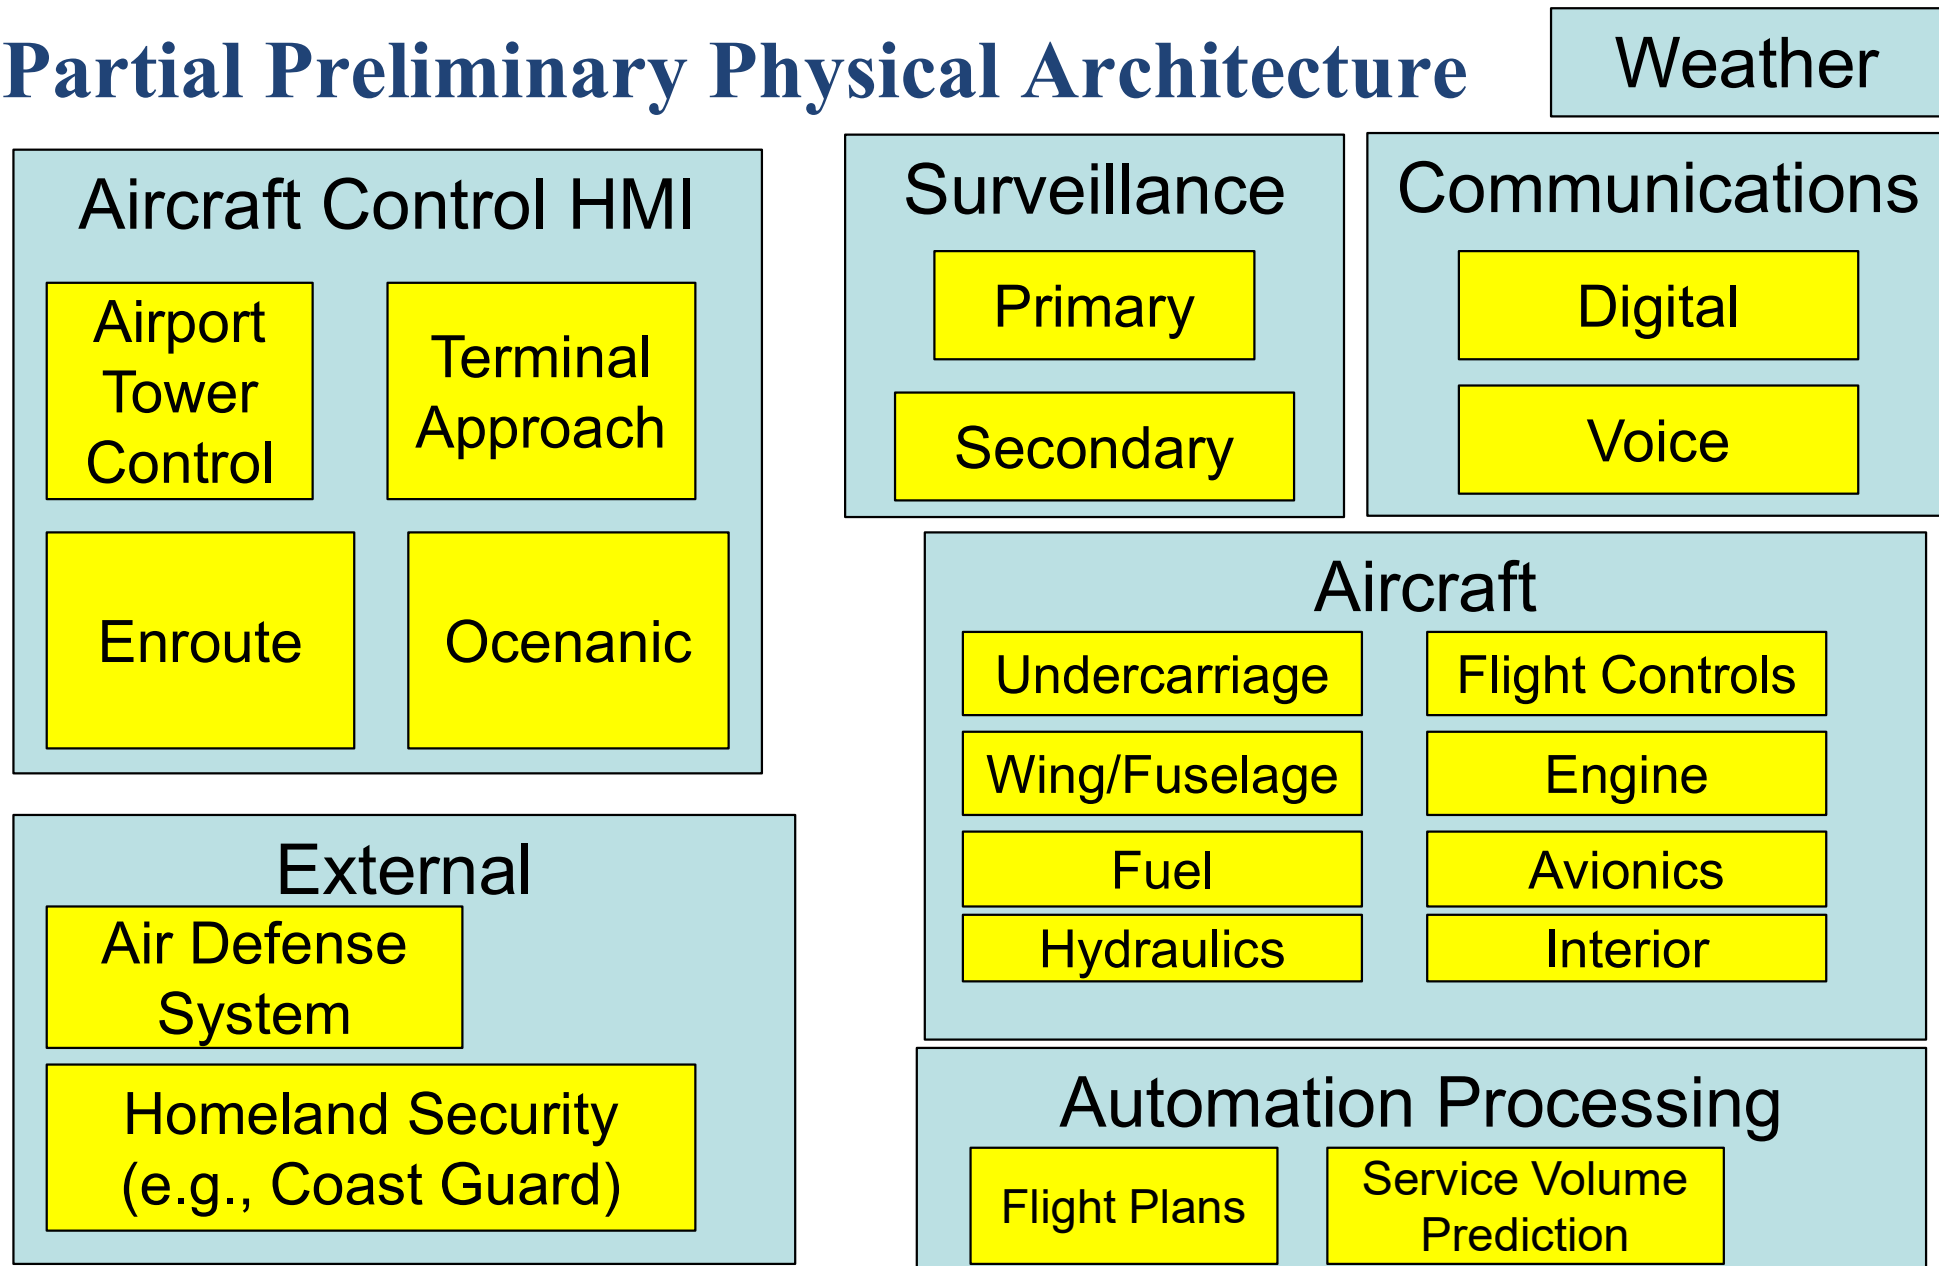 Partial Preliminary Physical Architecture
Weather
Aircraft Control HMI
Airport
Tower
Control
Terminal
Approach
Enroute
Ocenanic
Surveillance
Primary
Secondary
Communications
Digital
Voice
Aircraft
Undercarriage
Flight Controls
Wing/Fuselage
Engine
Fuel
Avionics
Hydraulics
Interior
External
Air Defense
System
Homeland Security
(e.g., Coast Guard)
Automation Processing
Flight Plans
Service Volume
Prediction